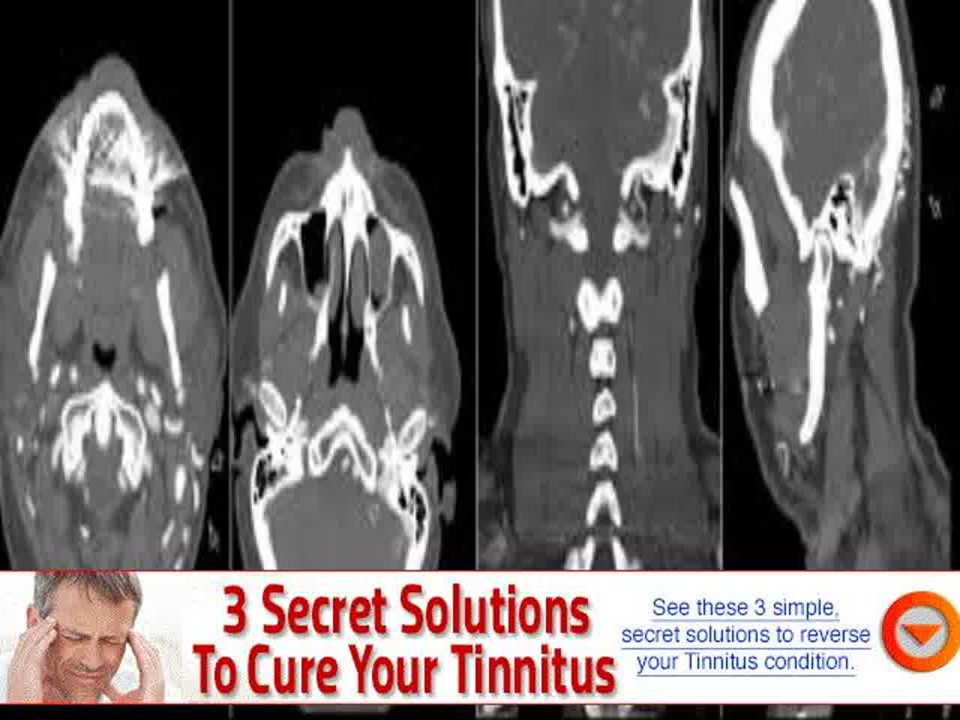 3 Secret Solutions
To Cure Your Tinnitus
See these 3 simple,
secret solutions to reverse
your Tinnitus condition.